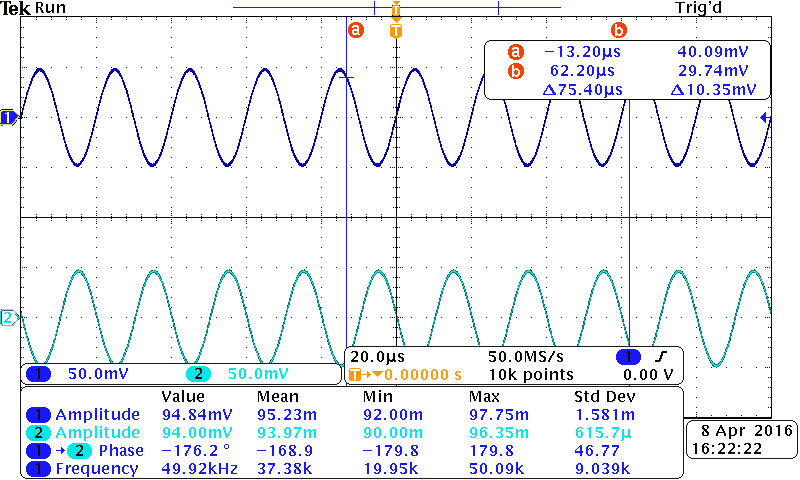 Tek Run Trig'd
a b
T
T
a −13.20μs 40.09mV
b 62.20μs 29.74mV
Δ75.40μs Δ10.35mV
1
2
1 50.0mV 2 50.0mV
20.0μs 50.0MS/s 1
T→▼0.00000 s 10k points 0.00 V
Value Mean Min Max Std Dev
1 Amplitude 94.84mV 95.23m 92.00m 97.75m 1.581m
2 Amplitude 94.00mV 93.97m 90.00m 96.35m 615.7μ
1 → 2 Phase −176.2 ° −168.9 −179.8 179.8 46.77
1 Frequency 49.92kHz 37.38k 19.95k 50.09k 9.039k
8 Apr 2016
16:22:22